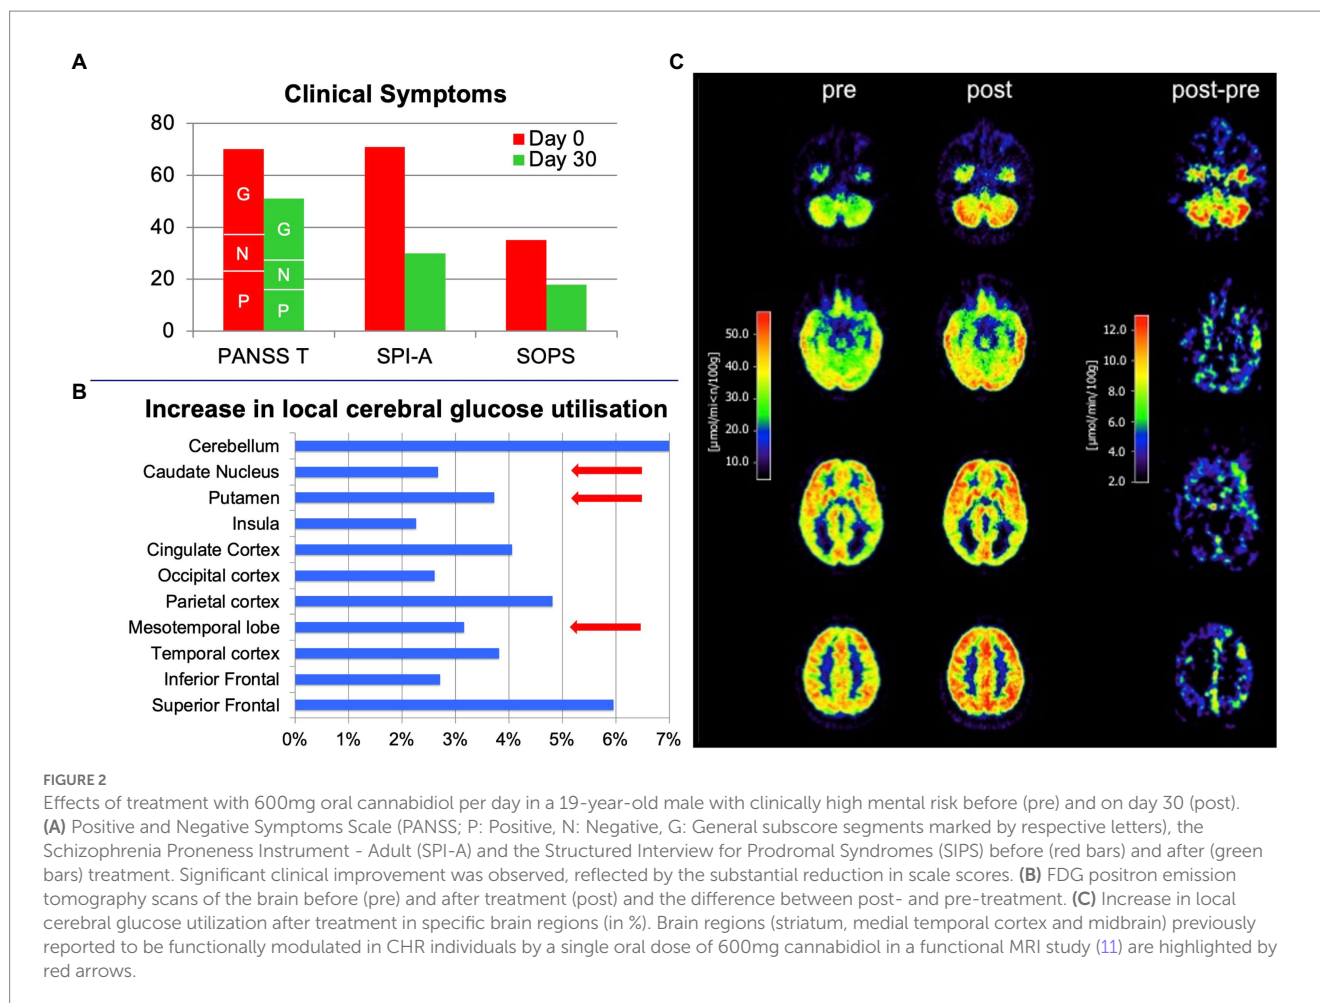 A
Clinical Symptoms
80
60
40
20
0
Day 0
Day 30
G
N
P
G
N
P
PANSS T
SPI-A
SOPS
B
Increase in local cerebral glucose utilisation
Cerebellum
Caudate Nucleus
Putamen
Insula
Cingulate Cortex
Occipital cortex
Parietal cortex
Mesotemporal lobe
Temporal cortex
Inferior Frontal
Superior Frontal
0% 1% 2% 3% 4% 5% 6% 7%
C
pre post post-pre
[µmol/mi<n/100g]
50.0
40.0
30.0
20.0
10.0
[µmol/min/100g]
12.0
10.0
8.0
6.0
4.0
2.0
FIGURE 2
Effects of treatment with 600mg oral cannabidiol per day in a 19-year-old male with clinically high mental risk before (pre) and on day 30 (post).
(A) Positive and Negative Symptoms Scale (PANSS; P: Positive, N: Negative, G: General subscore segments marked by respective letters), the
Schizophrenia Proneness Instrument - Adult (SPI-A) and the Structured Interview for Prodromal Syndromes (SIPS) before (red bars) and after (green
bars) treatment. Significant clinical improvement was observed, reflected by the substantial reduction in scale scores. (B) FDG positron emission
tomography scans of the brain before (pre) and after treatment (post) and the difference between post- and pre-treatment. (C) Increase in local
cerebral glucose utilization after treatment in specific brain regions (in %). Brain regions (striatum, medial temporal cortex and midbrain) previously
reported to be functionally modulated in CHR individuals by a single oral dose of 600mg cannabidiol in a functional MRI study (11) are highlighted by
red arrows.